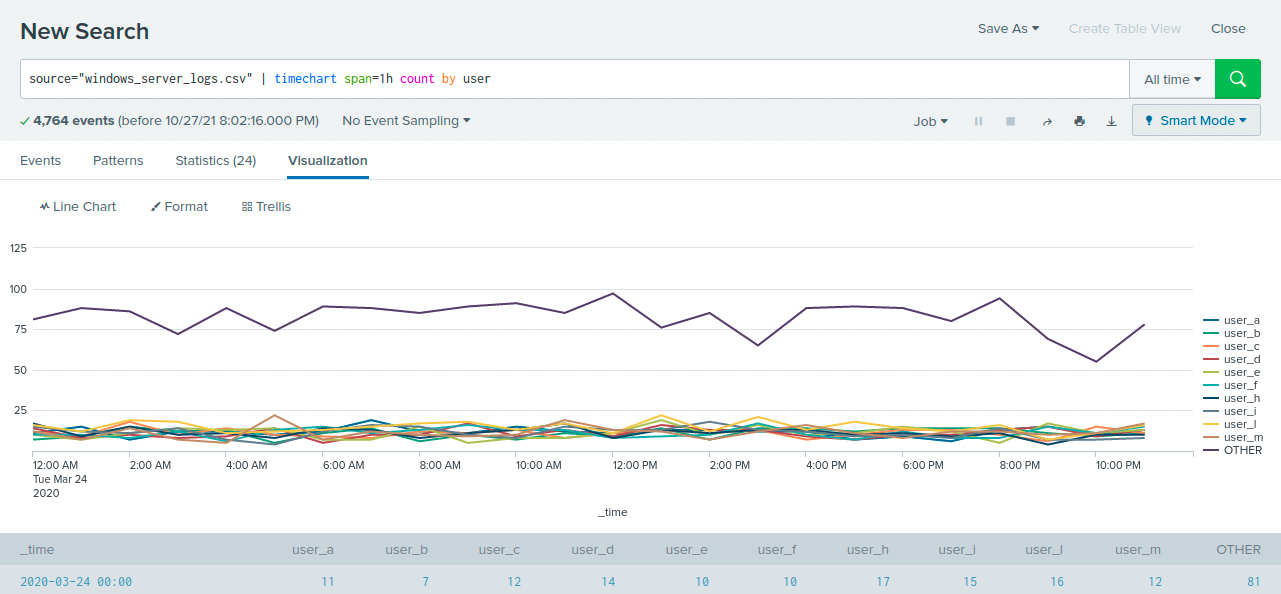 New Search
Save As
Create Table View
Close
source="windows_server_logs.csv" | timechart span=1h count by user
All time
4,764 events (before 10/27/21 8:02:16.000 PM)
No Event Sampling
Job
Smart Mode
Events
Patterns
Statistics (24)
Visualization
Line Chart
Format
Trellis
125
100
75
50
25
user_a
user_b
user_c
user_d
user_e
user_f
user_h
user_i
user_l
user_m
OTHER
12:00 AM 2:00 AM 4:00 AM 6:00 AM 8:00 AM 10:00 AM 12:00 PM 2:00 PM 4:00 PM 6:00 PM 8:00 PM 10:00 PM
Tue Mar 24
2020
_time
_time user_a user_b user_c user_d user_e user_f user_h user_i user_l user_m OTHER
2020-03-24 00:00 11 7 12 14 10 10 17 15 16 12 81